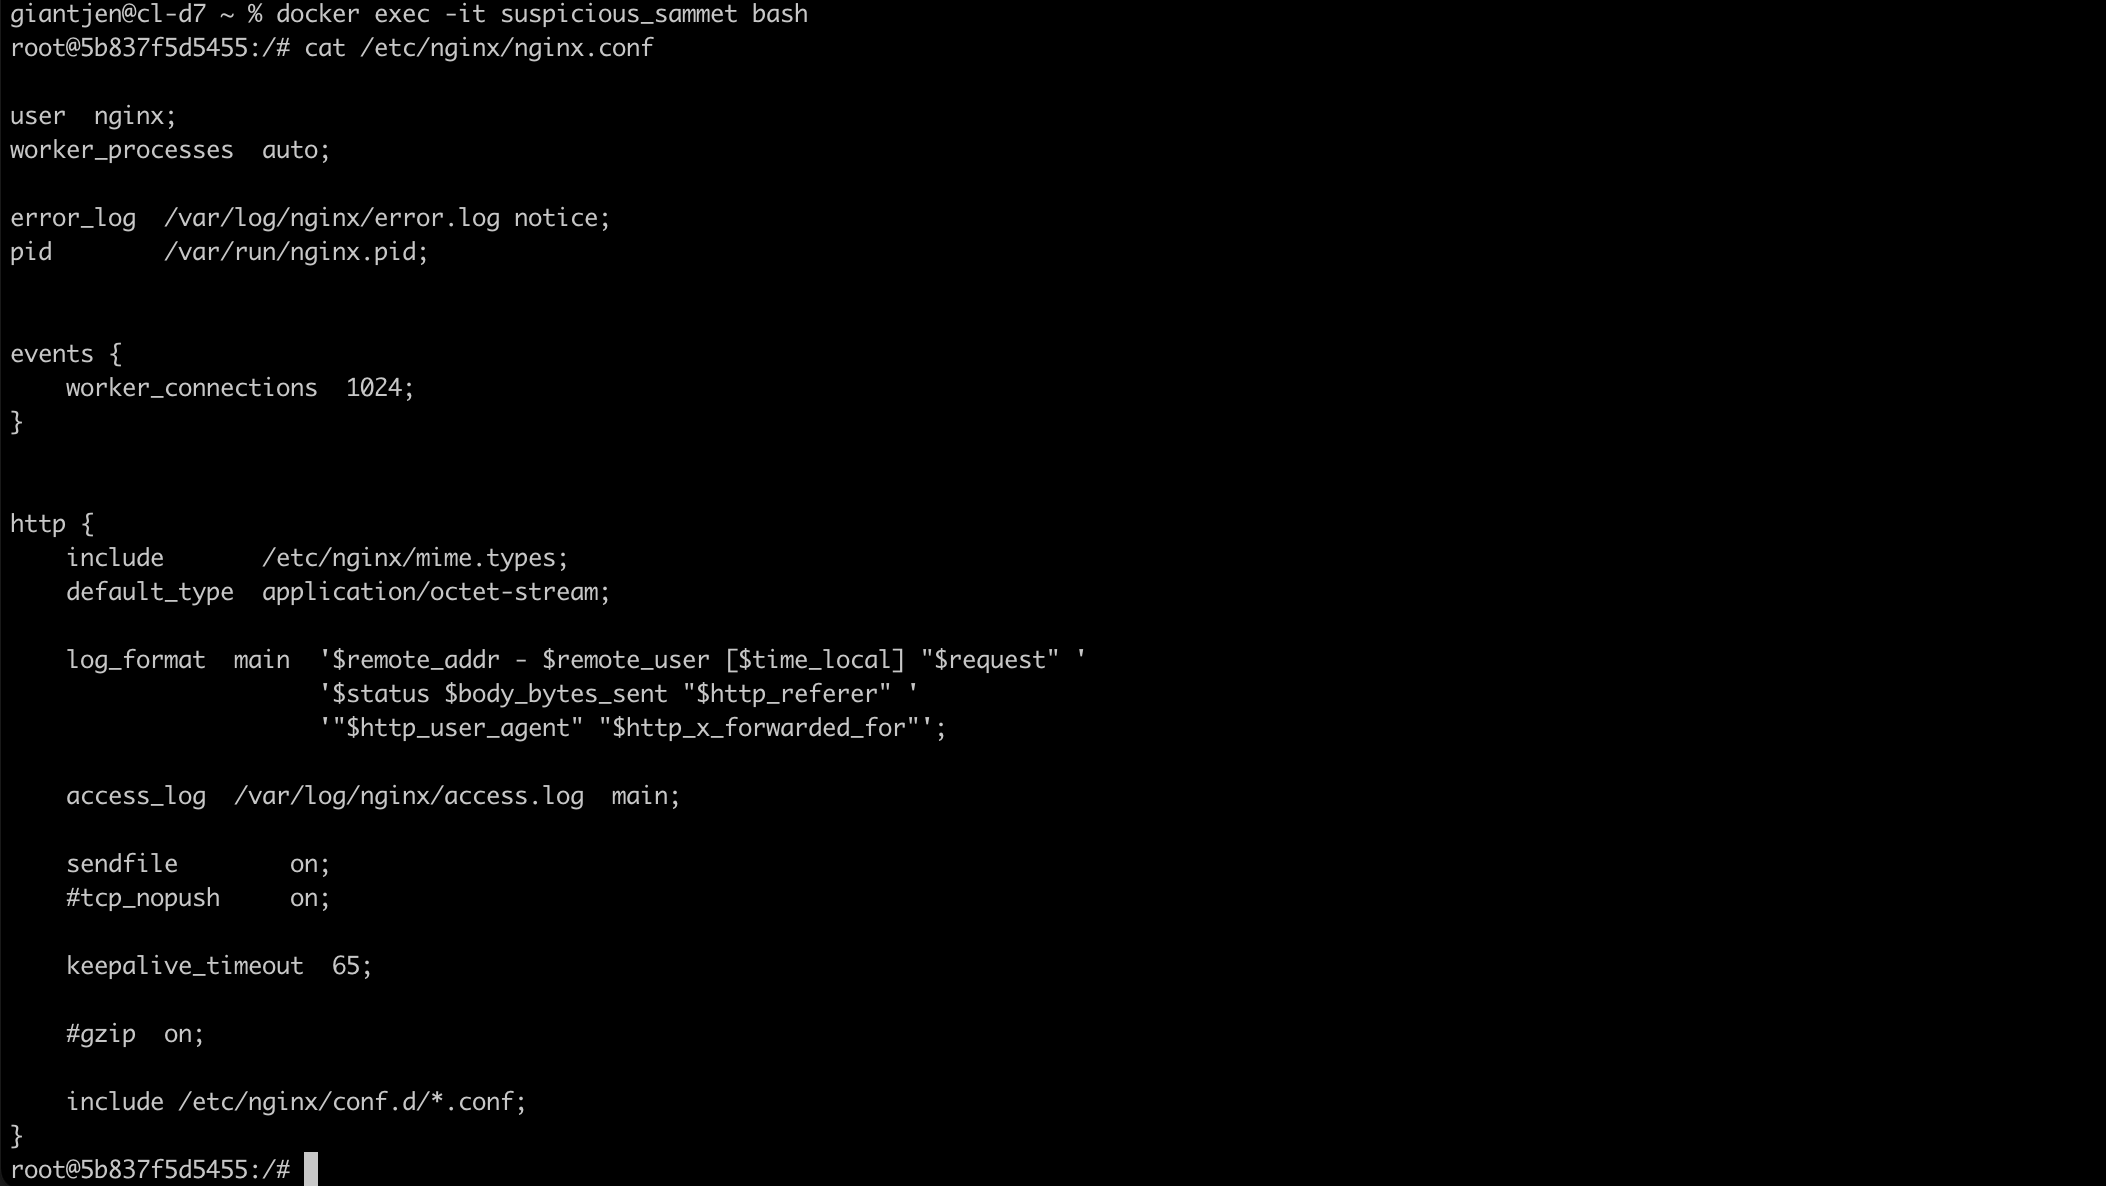 giantjen@cl-d7 ~ % docker exec -it suspicious_sammet bash
root@5b837f5d5455:/# cat /etc/nginx/nginx.conf

user  nginx;
worker_processes  auto;

error_log  /var/log/nginx/error.log notice;
pid        /var/run/nginx.pid;


events {
    worker_connections  1024;
}


http {
    include       /etc/nginx/mime.types;
    default_type  application/octet-stream;

    log_format  main  '$remote_addr - $remote_user [$time_local] "$request" '
                      '$status $body_bytes_sent "$http_referer" '
                      '"$http_user_agent" "$http_x_forwarded_for"';

    access_log  /var/log/nginx/access.log  main;

    sendfile        on;
    #tcp_nopush     on;

    keepalive_timeout  65;

    #gzip  on;

    include /etc/nginx/conf.d/*.conf;
}
root@5b837f5d5455:/#